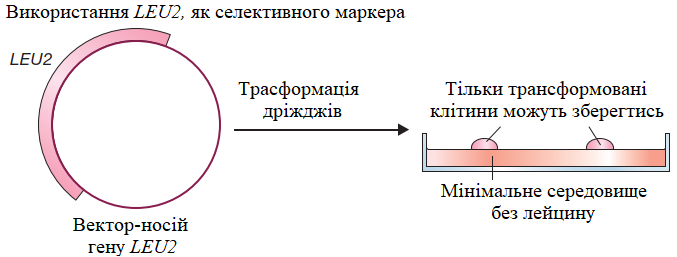 Використання LEU2, як селективного маркера
LEU2
Трасформація
дріжджів
Тільки трансформовані
клітини можуть зберегтись
Мінімальне середовище
без лейцину
Вектор-носій
гену LEU2